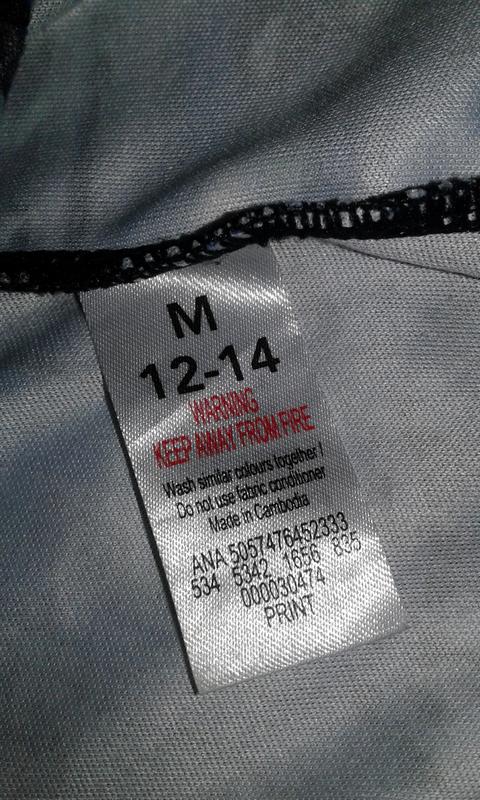 M
12-14
WARNING
KEEP AWAY FROM FIRE
Wash similar colours together !
Do not use fabric conditioner
Made in Cambodia
ANA 5057476452333
534 5342 1656 835
000030474
PRINT